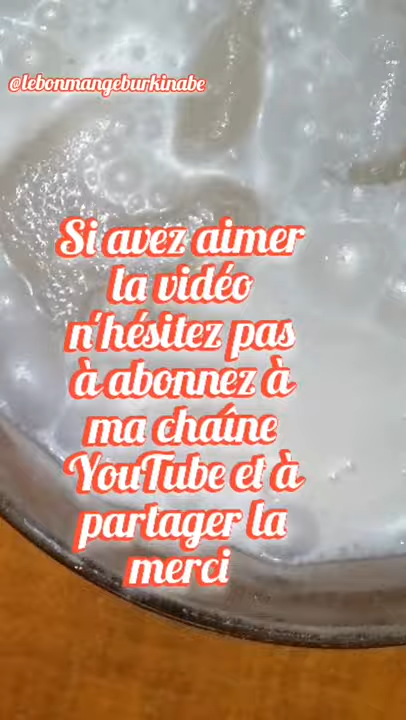 @lebonmangeburkinabe
Si avez aimer
la vidéo
n'hésitez pas
à abonnez à
ma chaîne
YouTube et à
partager la
merci